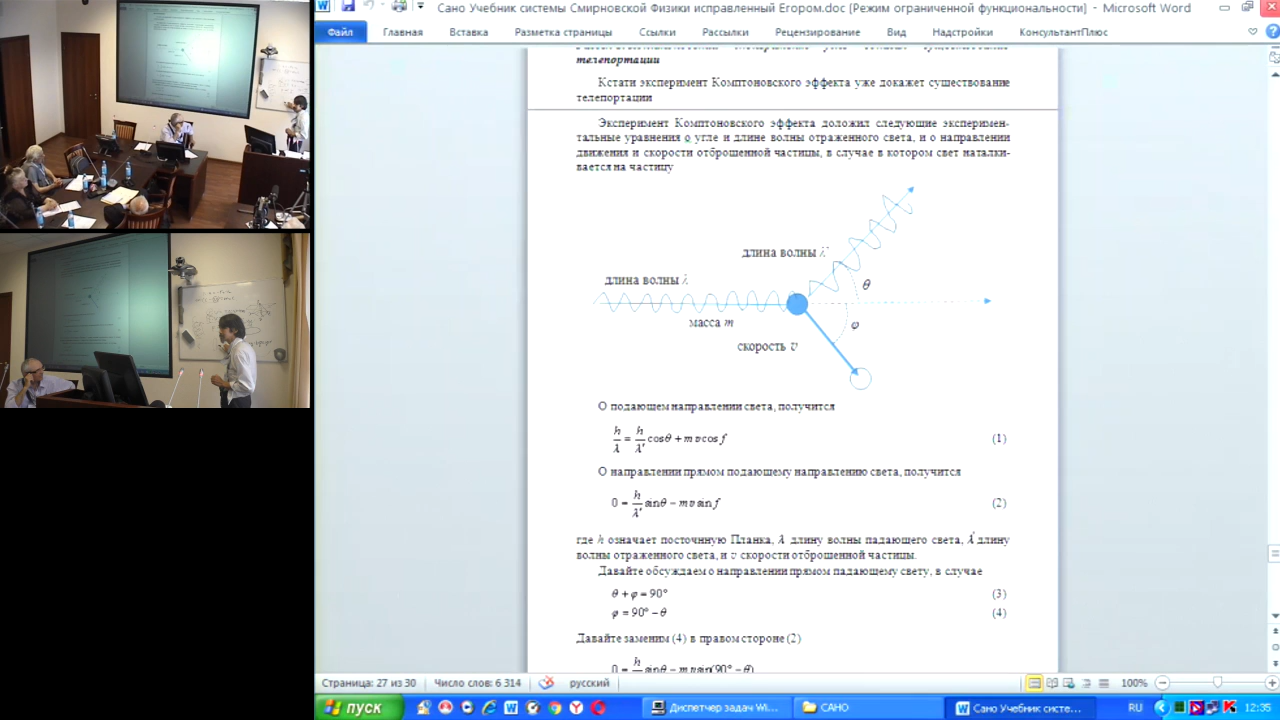 Сано Учебник системы Смирновской Физики исправленный Егором.doc [Режим ограниченной функциональности] - Microsoft Word
Файл Главная Вставка Разметка страницы Ссылки Рассылки Рецензирование Вид Надстройки КонсультантПлюс
телепортации
Кстати эксперимент Комптоновского эффекта уже докажет существование
телепортации
Эксперимент Комптоновского эффекта доложил следующие эксперимен-
тальные уравнения о угле и длине волны отраженного света, и о направлении
движения и скорости отброшенной частицы, в случае в котором свет наталки-
вается на частицу
длина волны λ'
длина волны λ
θ
масса m
φ
скорость υ
О подающем направлении света, получится
h/λ = h/λ' cosθ + mυcos f (1)
О направлении прямом подающему направлению света, получится
0 = h/λ' sinθ − mυsin f (2)
где h означает посточнную Планка, λ длину волны падающего света, λ' длину
волны отраженного света, и υ скорости отброшенной частицы.
Давайте обсуждаем о направлении прямом падающему свету, в случае
θ + φ = 90° (3)
φ = 90° − θ (4)
Давайте заменим (4) в правом стороне (2)
0 = h sinθ − mυsin(90° − θ)
Страница: 27 из 30 Число слов: 6 314 русский 100%
пуск Диспетчер задач Wi... САНО Сано Учебник систе... RU 12:35